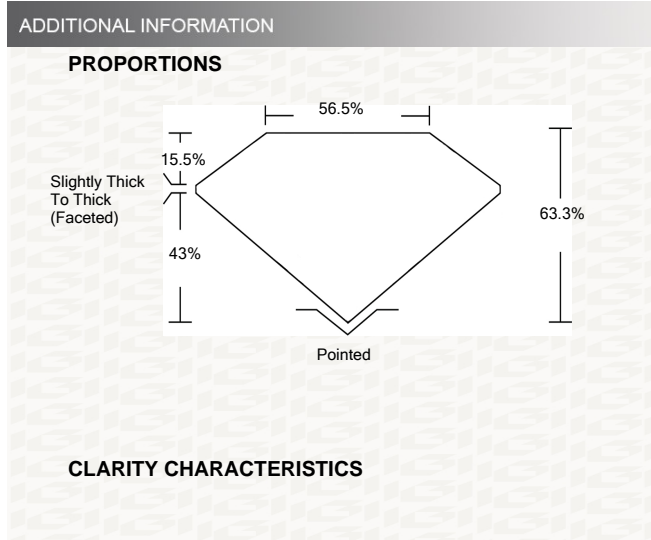 ADDITIONAL INFORMATION
PROPORTIONS
56.5%
15.5%
Slightly Thick
To Thick
(Faceted)
63.3%
43%
Pointed
CLARITY CHARACTERISTICS